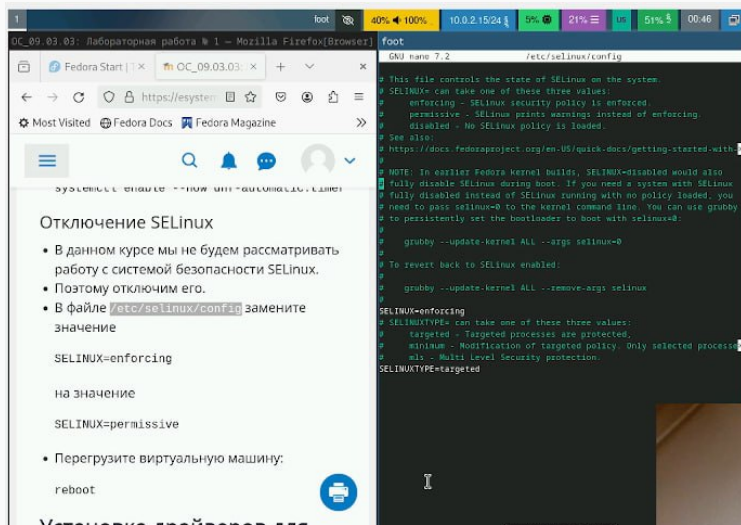 1
foot
40% 100%
10.0.2.15/24
5%
21%
us
51%
00:46
OC_09.03.03: Лабораторная работа № 1 — Mozilla Firefox[Browser]
foot
Fedora Start |
OC_09.03.03:
https://esystem
Most Visited Fedora Docs Fedora Magazine
Отключение SELinux
• В данном курсе мы не будем рассматривать
работу с системой безопасности SELinux.
• Поэтому отключим его.
• В файле /etc/selinux/config замените
значение
SELINUX=enforcing
на значение
SELINUX=permissive
• Перегрузите виртуальную машину:
reboot
GNU nano 7.2 /etc/selinux/config
# This file controls the state of SELinux on the system.
# SELINUX= can take one of these three values:
# enforcing - SELinux security policy is enforced.
# permissive - SELinux prints warnings instead of enforcing.
# disabled - No SELinux policy is loaded.
# See also:
# https://docs.fedoraproject.org/en-US/quick-docs/getting-started-with-
#
# NOTE: In earlier Fedora kernel builds, SELINUX=disabled would also
# fully disable SELinux during boot. If you need a system with SELinux
# fully disabled instead of SELinux running with no policy loaded, you
# need to pass selinux=0 to the kernel command line. You can use grubby
# to persistently set the bootloader to boot with selinux=0:
#
# grubby --update-kernel ALL --args selinux=0
#
# To revert back to SELinux enabled:
#
# grubby --update-kernel ALL --remove-args selinux
#
SELINUX=enforcing
# SELINUXTYPE= can take one of these three values:
# targeted - Targeted processes are protected,
# minimum - Modification of targeted policy. Only selected processe
# mls - Multi Level Security protection.
SELINUXTYPE=targeted